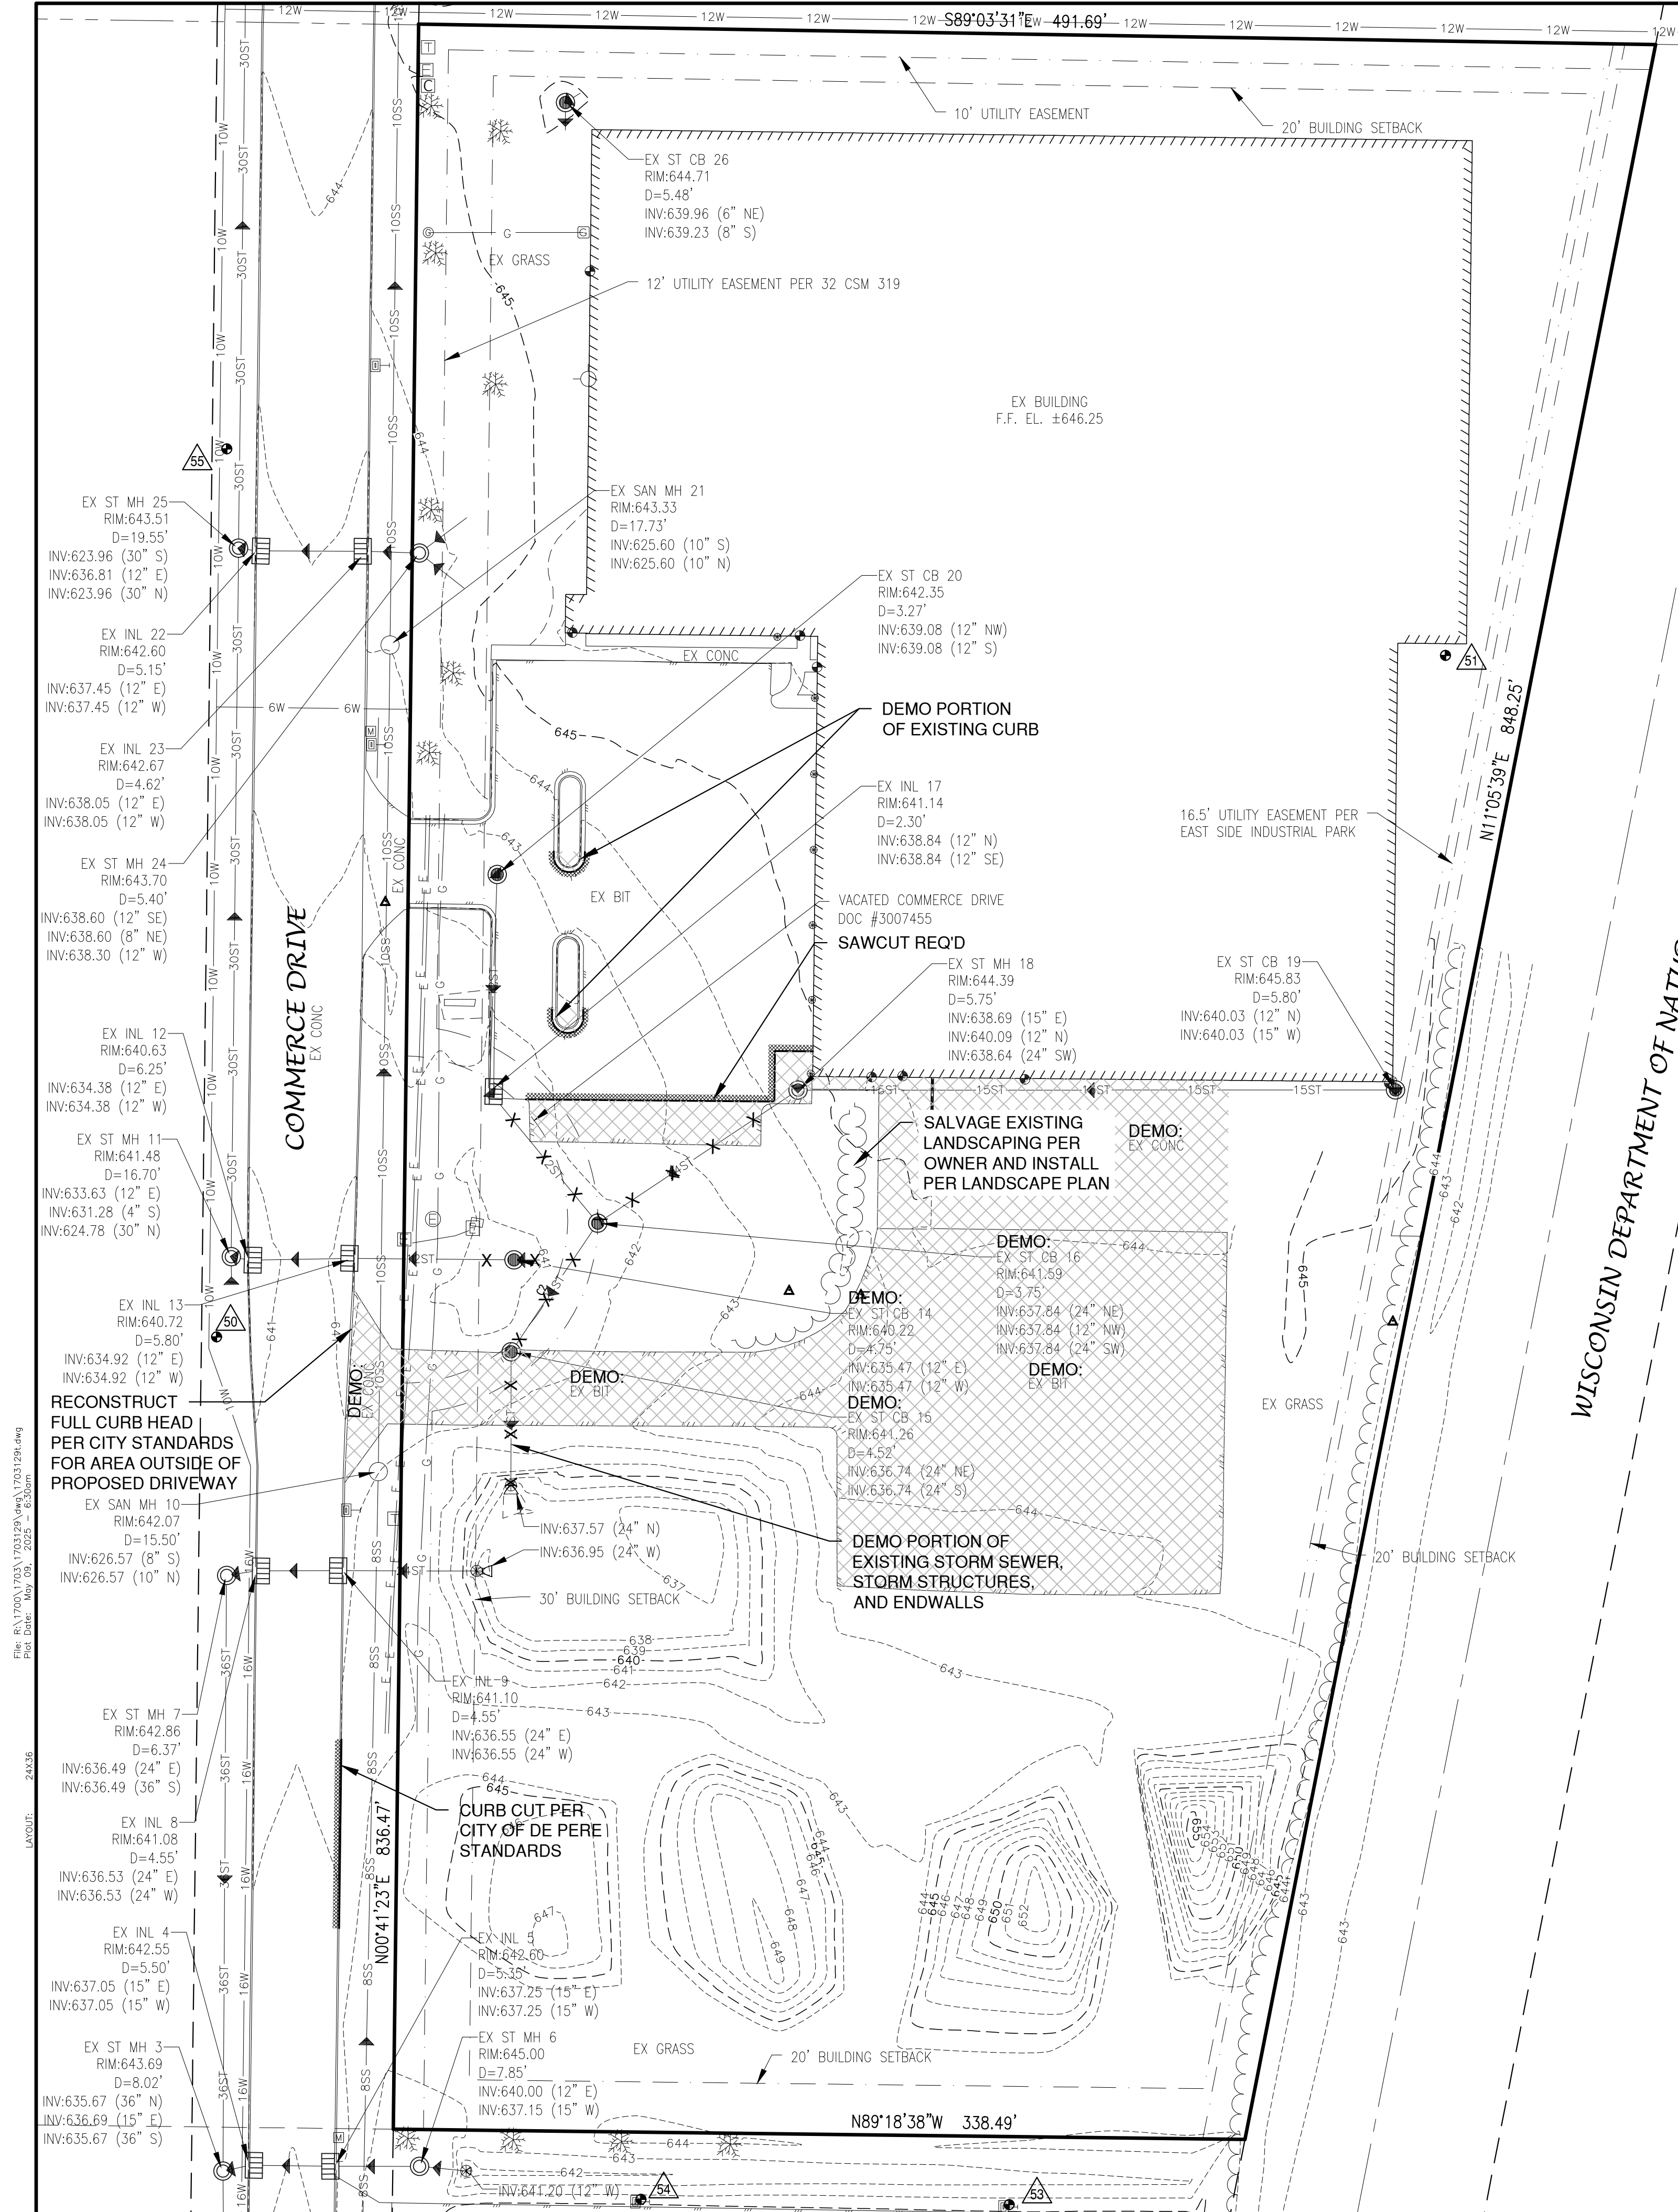 S89°03'31"E 491.69'
10' UTILITY EASEMENT
20' BUILDING SETBACK
EX ST CB 26
RIM:644.71
D=5.48'
INV:639.96 (6" NE)
INV:639.23 (8" S)
EX GRASS
12' UTILITY EASEMENT PER 32 CSM 319
EX BUILDING
F.F. EL. ±646.25
55
EX ST MH 25
RIM:643.51
D=19.55'
INV:623.96 (30" S)
INV:636.81 (12" E)
INV:623.96 (30" N)
EX SAN MH 21
RIM:643.33
D=17.73'
INV:625.60 (10" S)
INV:625.60 (10" N)
EX ST CB 20
RIM:642.35
D=3.27'
INV:639.08 (12" NW)
INV:639.08 (12" S)
EX INL 22
RIM:642.60
D=5.15'
INV:637.45 (12" E)
INV:637.45 (12" W)
EX CONC
51
DEMO PORTION
OF EXISTING CURB
EX INL 23
RIM:642.67
D=4.62'
INV:638.05 (12" E)
INV:638.05 (12" W)
EX INL 17
RIM:641.14
D=2.30'
INV:638.84 (12" N)
INV:638.84 (12" SE)
16.5' UTILITY EASEMENT PER
EAST SIDE INDUSTRIAL PARK
N11°05'39"E 848.25'
EX ST MH 24
RIM:643.70
D=5.40'
INV:638.60 (12" SE)
INV:638.60 (8" NE)
INV:638.30 (12" W)
EX CONC
EX BIT
VACATED COMMERCE DRIVE
DOC #3007455
SAWCUT REQ'D
COMMERCE DRIVE
EX CONC
EX ST MH 18
RIM:644.39
D=5.75'
INV:638.69 (15" E)
INV:640.09 (12" N)
INV:638.64 (24" SW)
EX ST CB 19
RIM:645.83
D=5.80'
INV:640.03 (12" N)
INV:640.03 (15" W)
EX INL 12
RIM:640.63
D=6.25'
INV:634.38 (12" E)
INV:634.38 (12" W)
EX ST MH 11
RIM:641.48
D=16.70'
INV:633.63 (12" E)
INV:631.28 (4" S)
INV:624.78 (30" N)
SALVAGE EXISTING
LANDSCAPING PER
OWNER AND INSTALL
PER LANDSCAPE PLAN
DEMO:
EX CONC
WISCONSIN DEPARTMENT OF
EX INL 13
RIM:640.72
D=5.80'
INV:634.92 (12" E)
INV:634.92 (12" W)
50
DEMO:
EX ST CB 16
RIM:641.59
D=3.75'
INV:637.84 (24" NE)
INV:637.84 (12" NW)
INV:637.84 (24" SW)
DEMO:
EX ST CB 14
RIM:640.22
D=4.75'
INV:635.47 (12" E)
INV:635.47 (12" W)
DEMO:
EX BIT
DEMO:
EX ST CB 15
RIM:641.26
D=4.52'
INV:636.74 (24" NE)
INV:636.74 (24" S)
DEMO:
EX CONC
DEMO:
EX BIT
EX GRASS
RECONSTRUCT
FULL CURB HEAD
PER CITY STANDARDS
FOR AREA OUTSIDE OF
PROPOSED DRIVEWAY
EX SAN MH 10
RIM:642.07
D=15.50'
INV:626.57 (8" S)
INV:626.57 (10" N)
INV:637.57 (24" N)
INV:636.95 (24" W)
30' BUILDING SETBACK
DEMO PORTION OF
EXISTING STORM SEWER,
STORM STRUCTURES,
AND ENDWALLS
20' BUILDING SETBACK
EX ST MH 7
RIM:642.86
D=6.37'
INV:636.49 (24" E)
INV:636.49 (36" S)
EX INL 9
RIM:641.10
D=4.55'
INV:636.55 (24" E)
INV:636.55 (24" W)
EX INL 8
RIM:641.08
D=4.55'
INV:636.53 (24" E)
INV:636.53 (24" W)
CURB CUT PER
CITY OF DE PERE
STANDARDS
N00°41'23"E 836.47'
EX INL 4
RIM:642.55
D=5.50'
INV:637.05 (15" E)
INV:637.05 (15" W)
EX INL 5
RIM:642.60
D=5.35'
INV:637.25 (15" E)
INV:637.25 (15" W)
EX ST MH 3
RIM:643.69
D=8.02'
INV:635.67 (36" N)
INV:636.69 (15" E)
INV:635.67 (36" S)
EX ST MH 6
RIM:645.00
D=7.85'
INV:640.00 (12" E)
INV:637.15 (15" W)
EX GRASS
20' BUILDING SETBACK
N89°18'38"W 338.49'
INV:641.20 (12" W)
54
53
File: R:\1700\1703\1703129\dwg\1703129t.dwg
Plot Date: May 09, 2025 - 6:30am
LAYOUT: 24X36